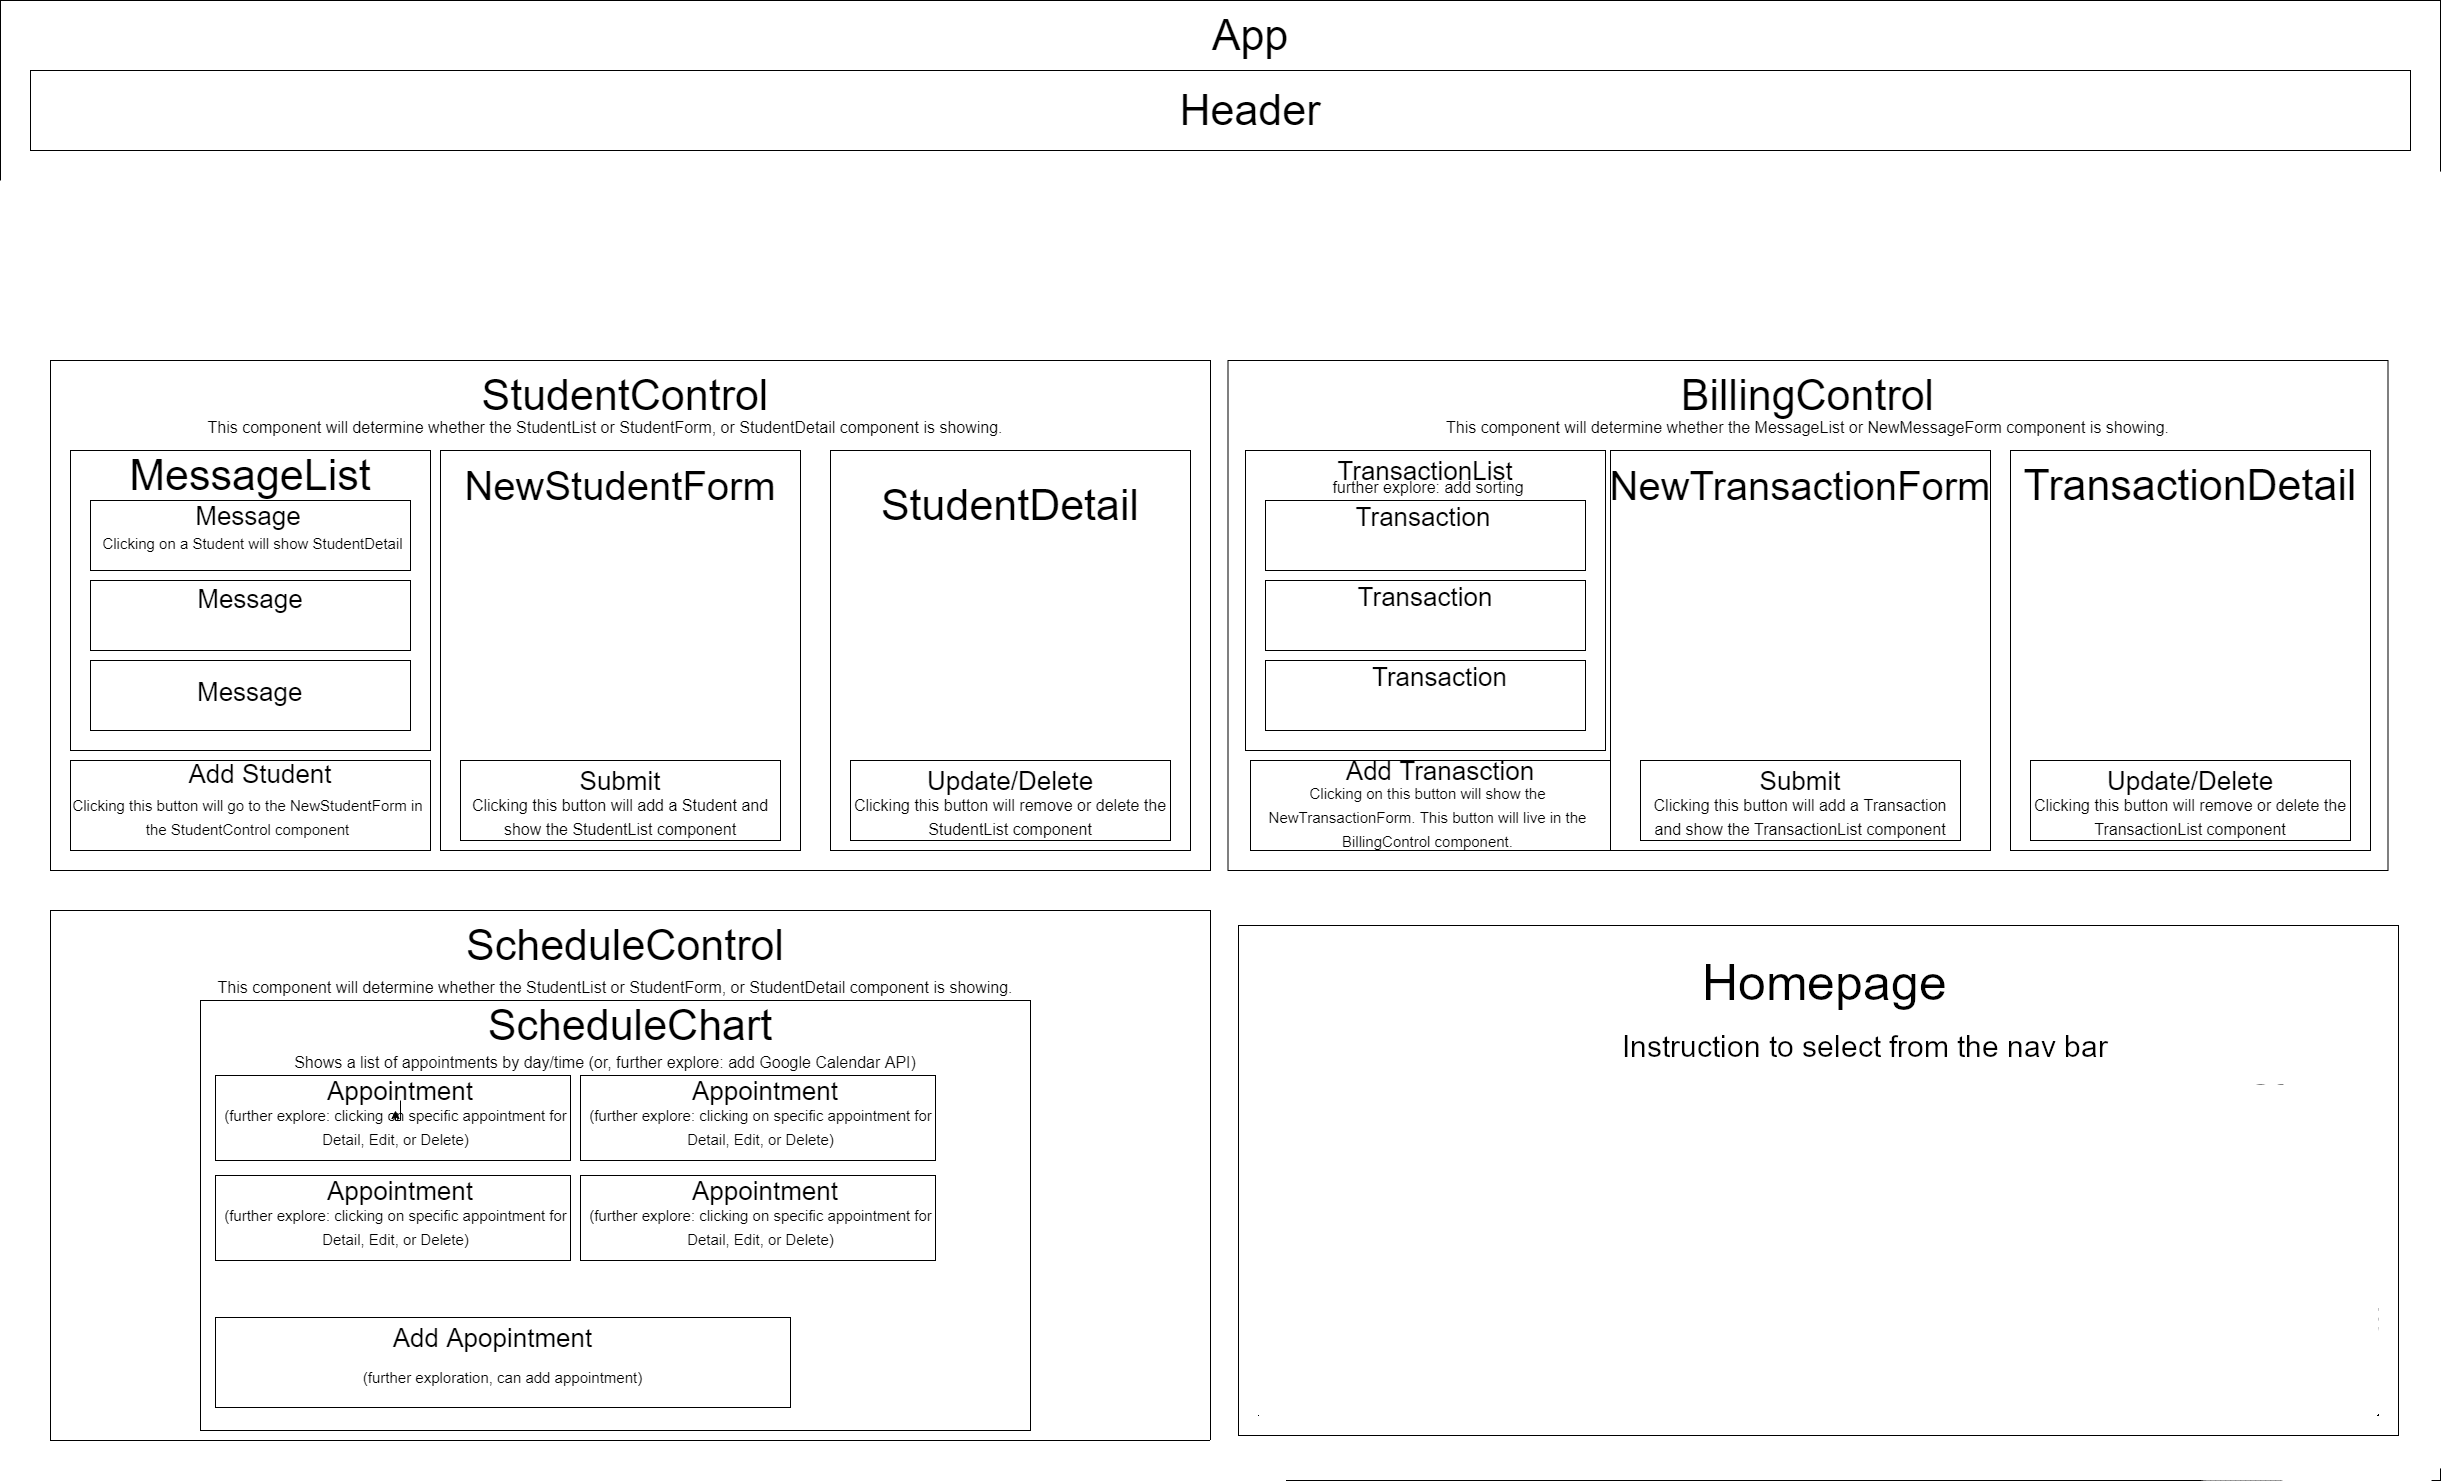 App
Header
StudentControl
This component will determine whether the StudentList or StudentForm, or StudentDetail component is showing.
MessageList
Message
Clicking on a Student will show StudentDetail
Message
Message
Add Student
Clicking this button will go to the NewStudentForm in
the StudentControl component
NewStudentForm
Submit
Clicking this button will add a Student and
show the StudentList component
StudentDetail
Update/Delete
Clicking this button will remove or delete the
StudentList component
BillingControl
This component will determine whether the MessageList or NewMessageForm component is showing.
TransactionList
further explore: add sorting
Transaction
Transaction
Transaction
Add Tranasction
Clicking on this button will show the
NewTransactionForm. This button will live in the
BillingControl component.
NewTransactionForm
Submit
Clicking this button will add a Transaction
and show the TransactionList component
TransactionDetail
Update/Delete
Clicking this button will remove or delete the
TransactionList component
ScheduleControl
This component will determine whether the StudentList or StudentForm, or StudentDetail component is showing.
ScheduleChart
Shows a list of appointments by day/time (or, further explore: add Google Calendar API)
Appointment
(further explore: clicking on specific appointment for
Detail, Edit, or Delete)
Appointment
(further explore: clicking on specific appointment for
Detail, Edit, or Delete)
Appointment
(further explore: clicking on specific appointment for
Detail, Edit, or Delete)
Appointment
(further explore: clicking on specific appointment for
Detail, Edit, or Delete)
Add Apopintment
(further exploration, can add appointment)
Homepage
Instruction to select from the nav bar